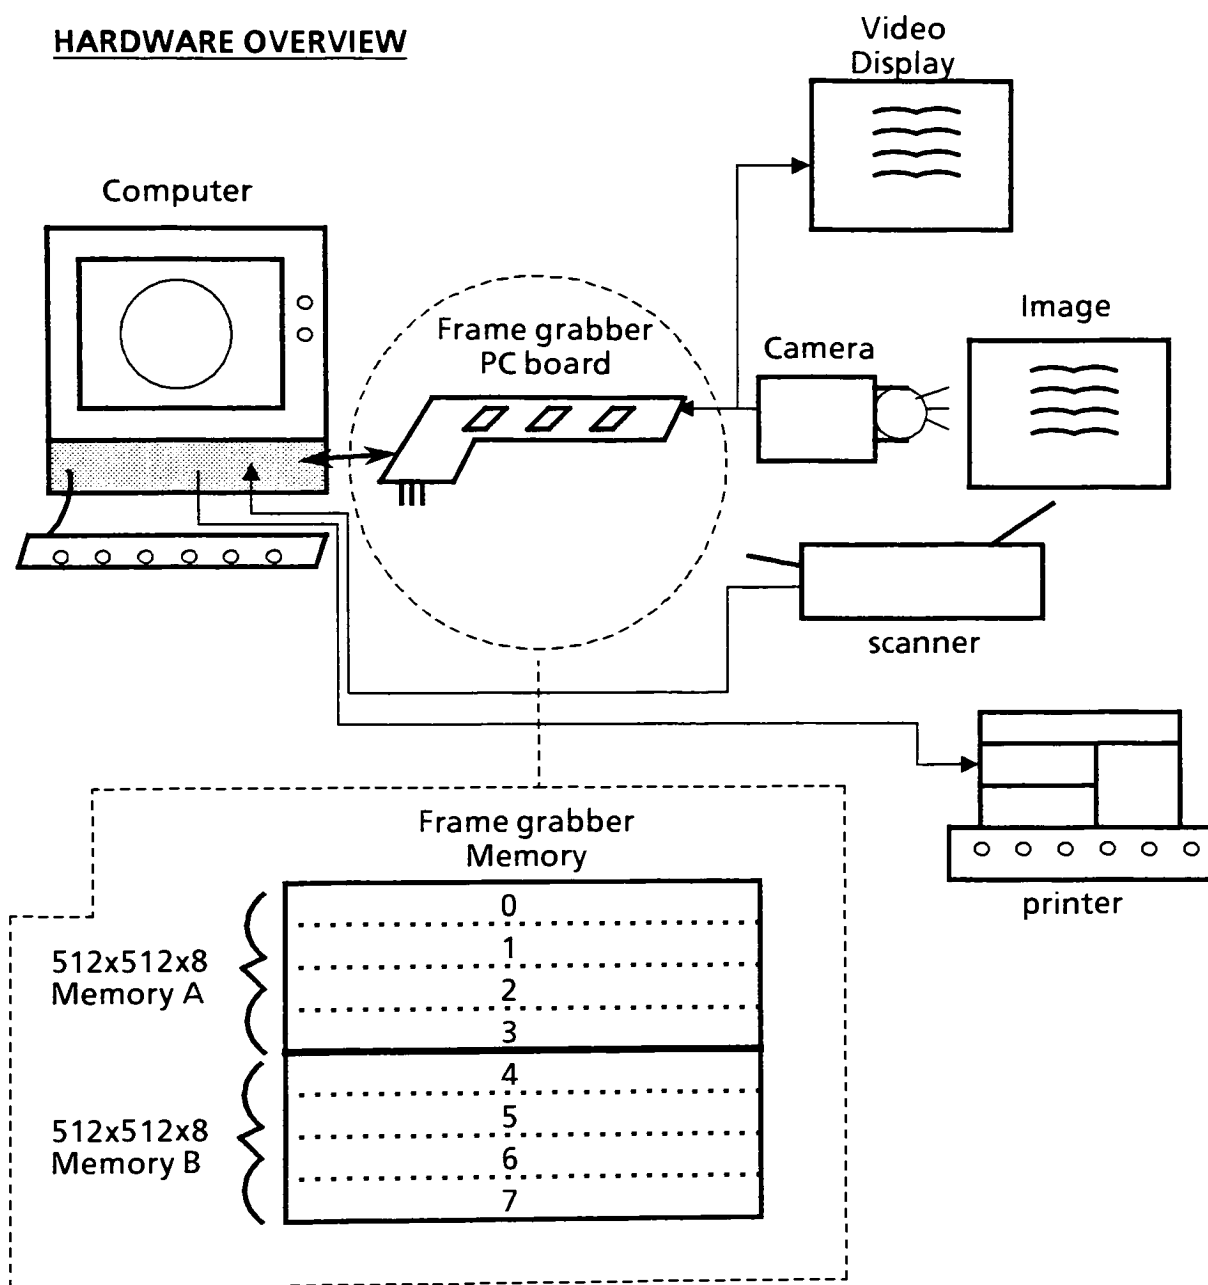 HARDWARE OVERVIEW
Video
Display
Computer
Image
Frame grabber
PC board
Camera
scanner
printer
Frame grabber
Memory
512x512x8
Memory A
0
1
2
3
512x512x8
Memory B
4
5
6
7